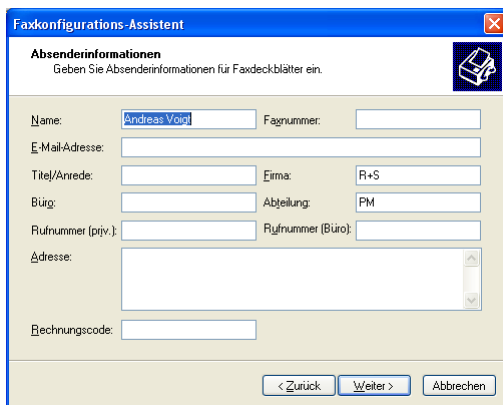 Faxkonfigurations-Assistent
Absenderinformationen
Geben Sie Absenderinformationen für Faxdeckblätter ein.
Name: Andreas Voigt Faxnummer:
E-Mail-Adresse:
Titel/Anrede: Firma: R+S
Büro: Abteilung: PM
Rufnummer (priv.): Rufnummer (Büro):
Adresse:
Rechnungscode:
< Zurück Weiter > Abbrechen